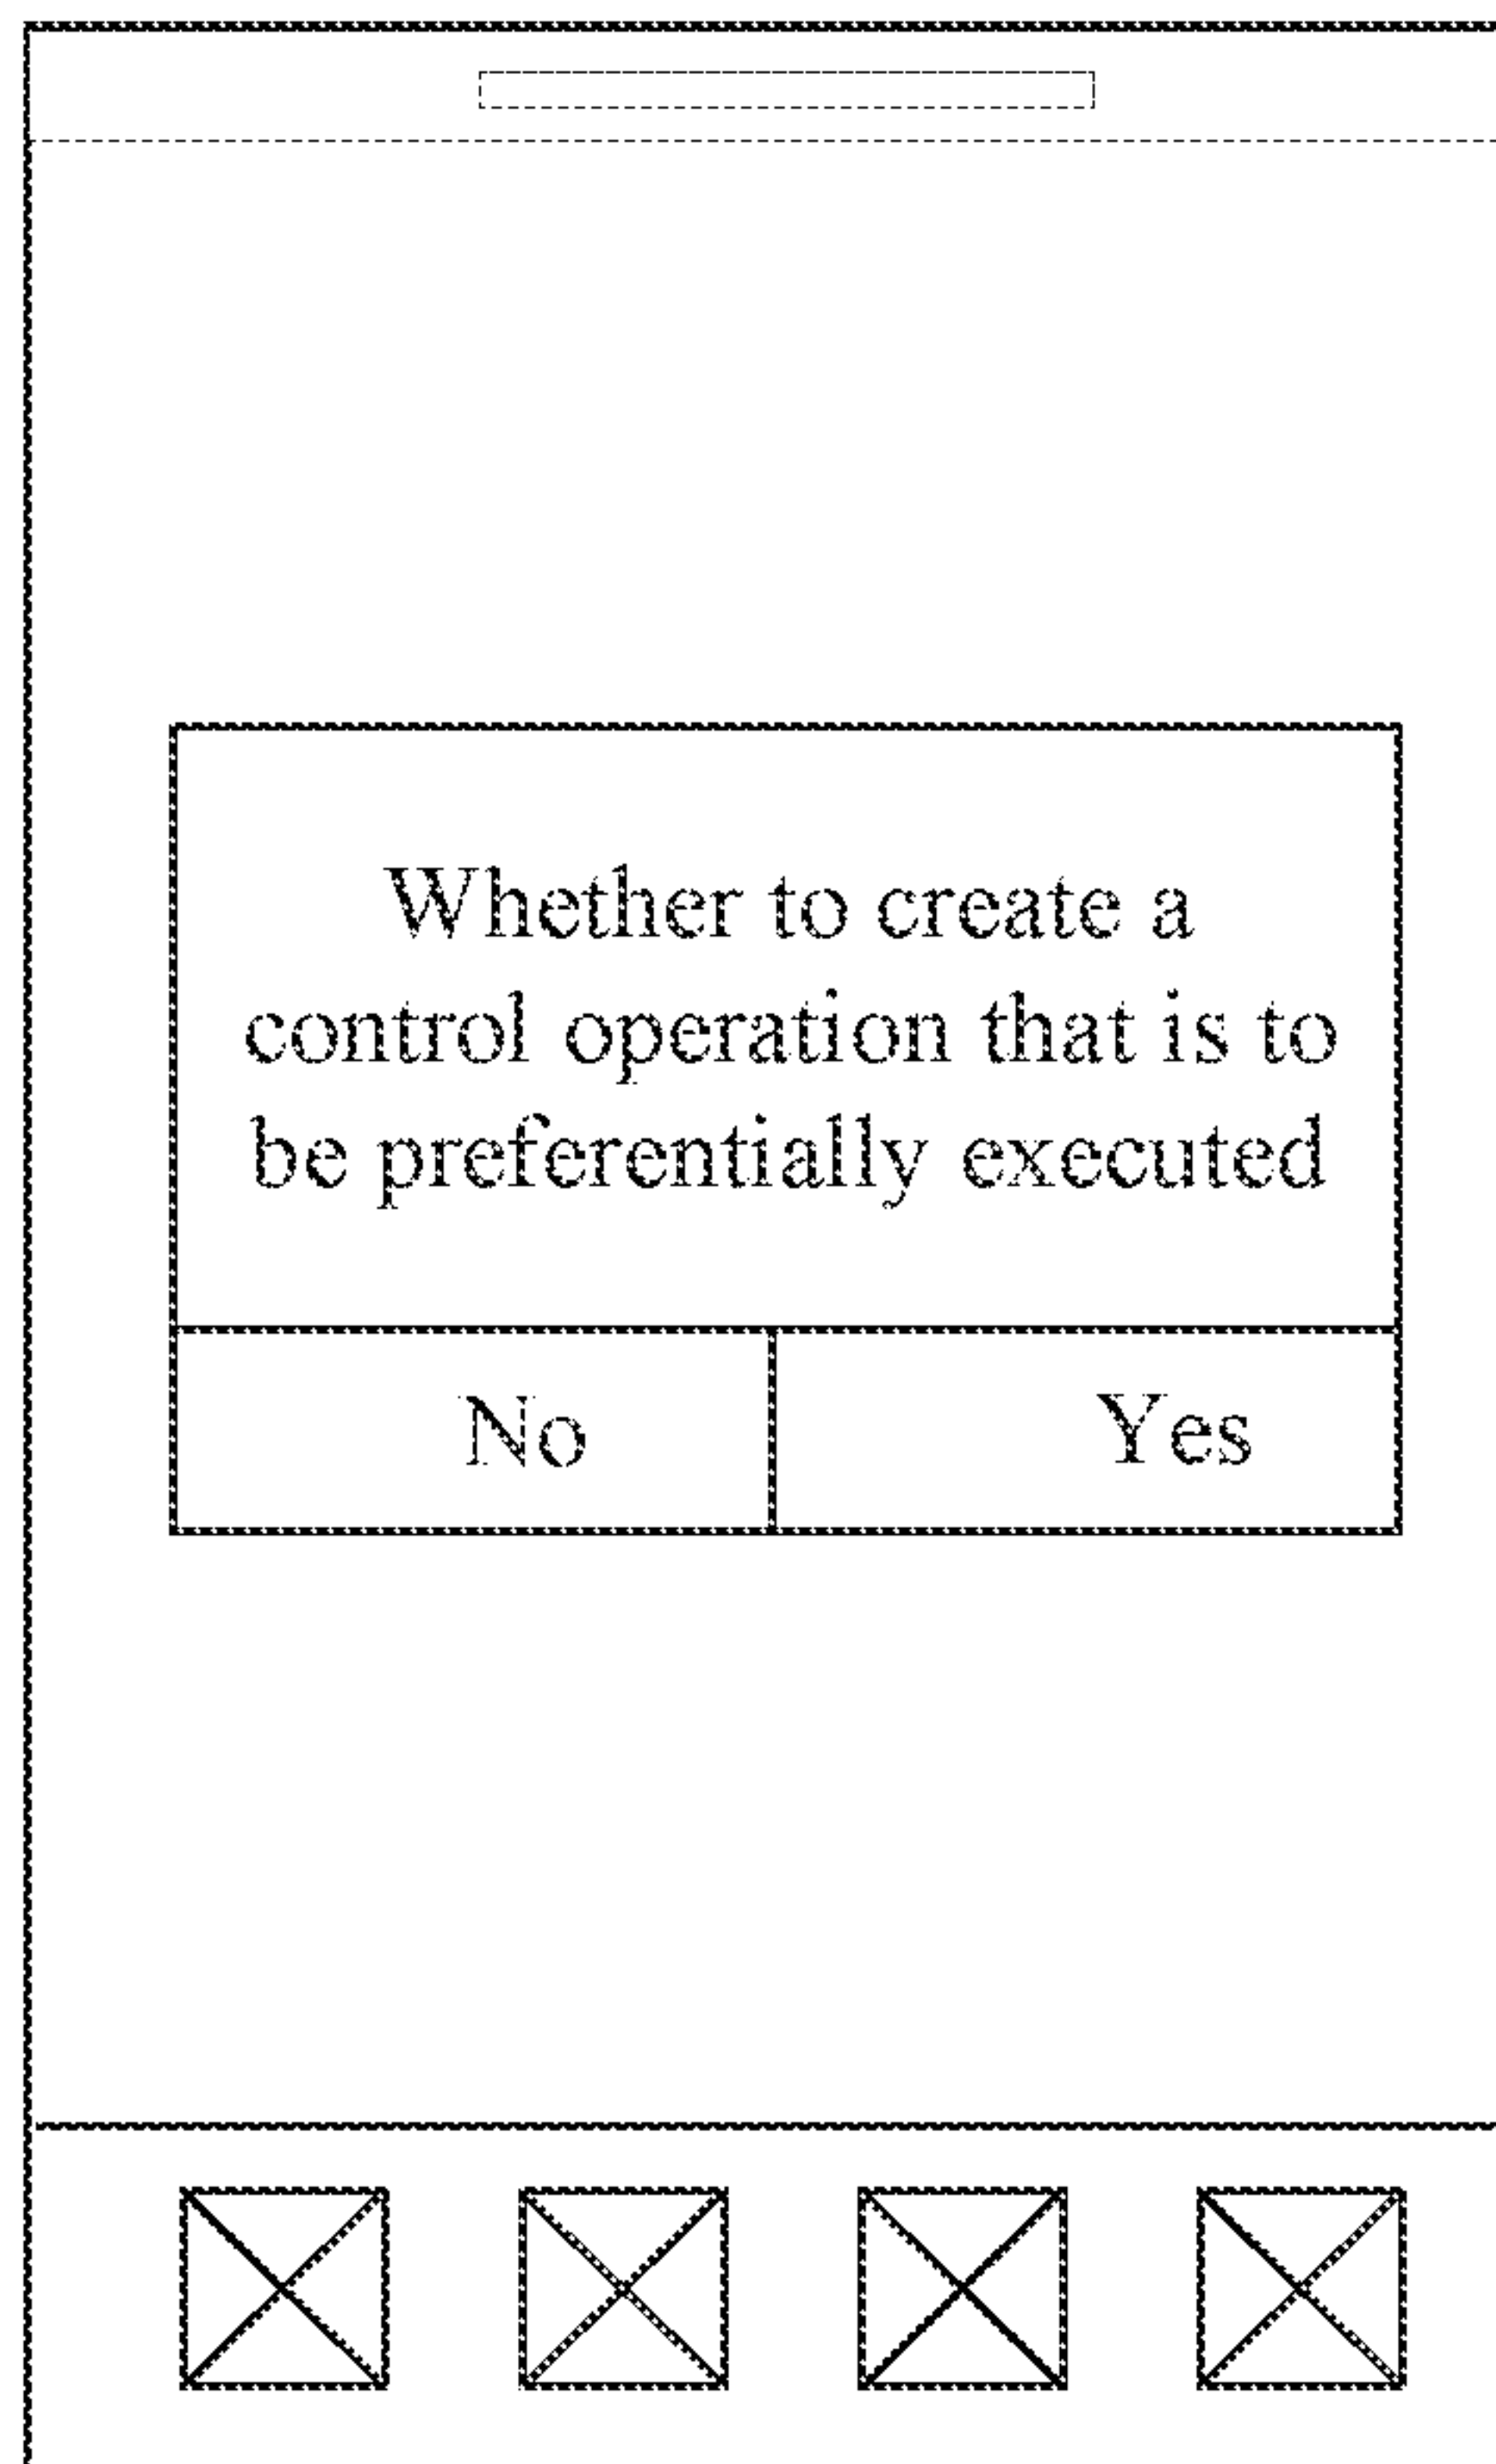 Whether to create a
control operation that is to
be preferentially executed
No Yes